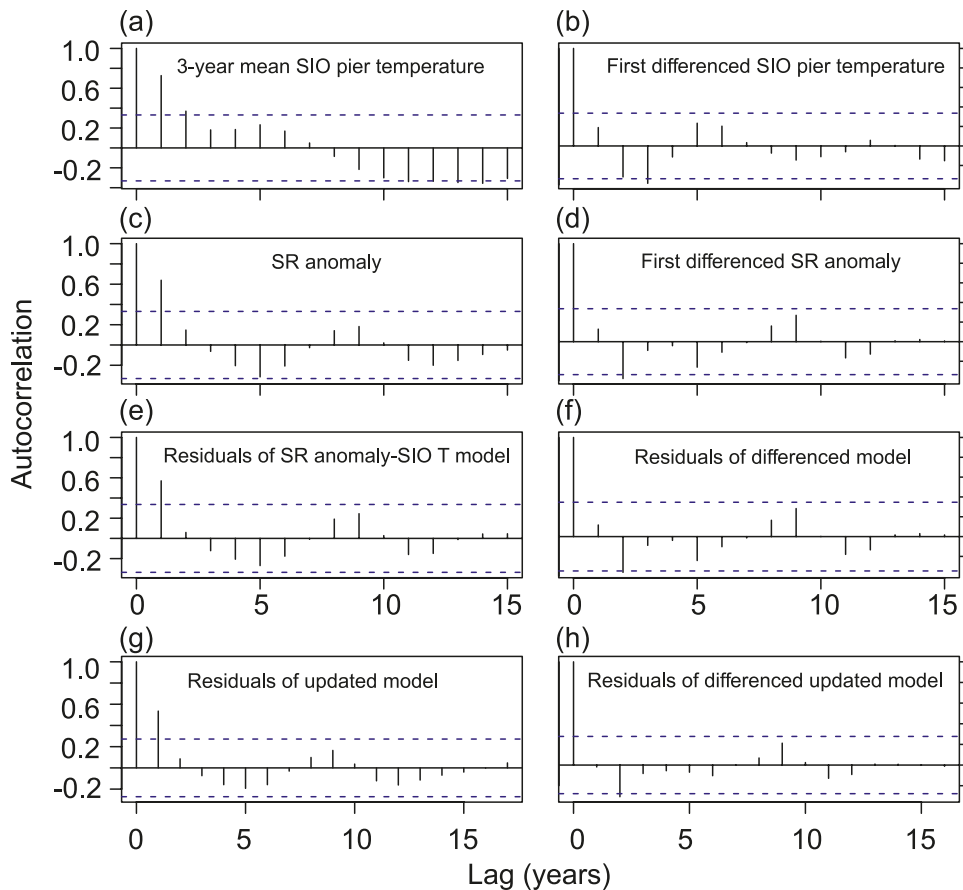 (a)
(b)
1.0
0.6
0.2
-0.2
3-year mean SIO pier temperature
First differenced SIO pier temperature
(c)
(d)
1.0
0.6
0.2
-0.2
SR anomaly
First differenced SR anomaly
(e)
(f)
1.0
0.6
0.2
-0.2
Residuals of SR anomaly-SIO T model
Residuals of differenced model
0 5 10 15
0 5 10 15
(g)
(h)
1.0
0.6
0.2
-0.2
Residuals of updated model
Residuals of differenced updated model
0 5 10 15
0 5 10 15
Autocorrelation
Lag (years)